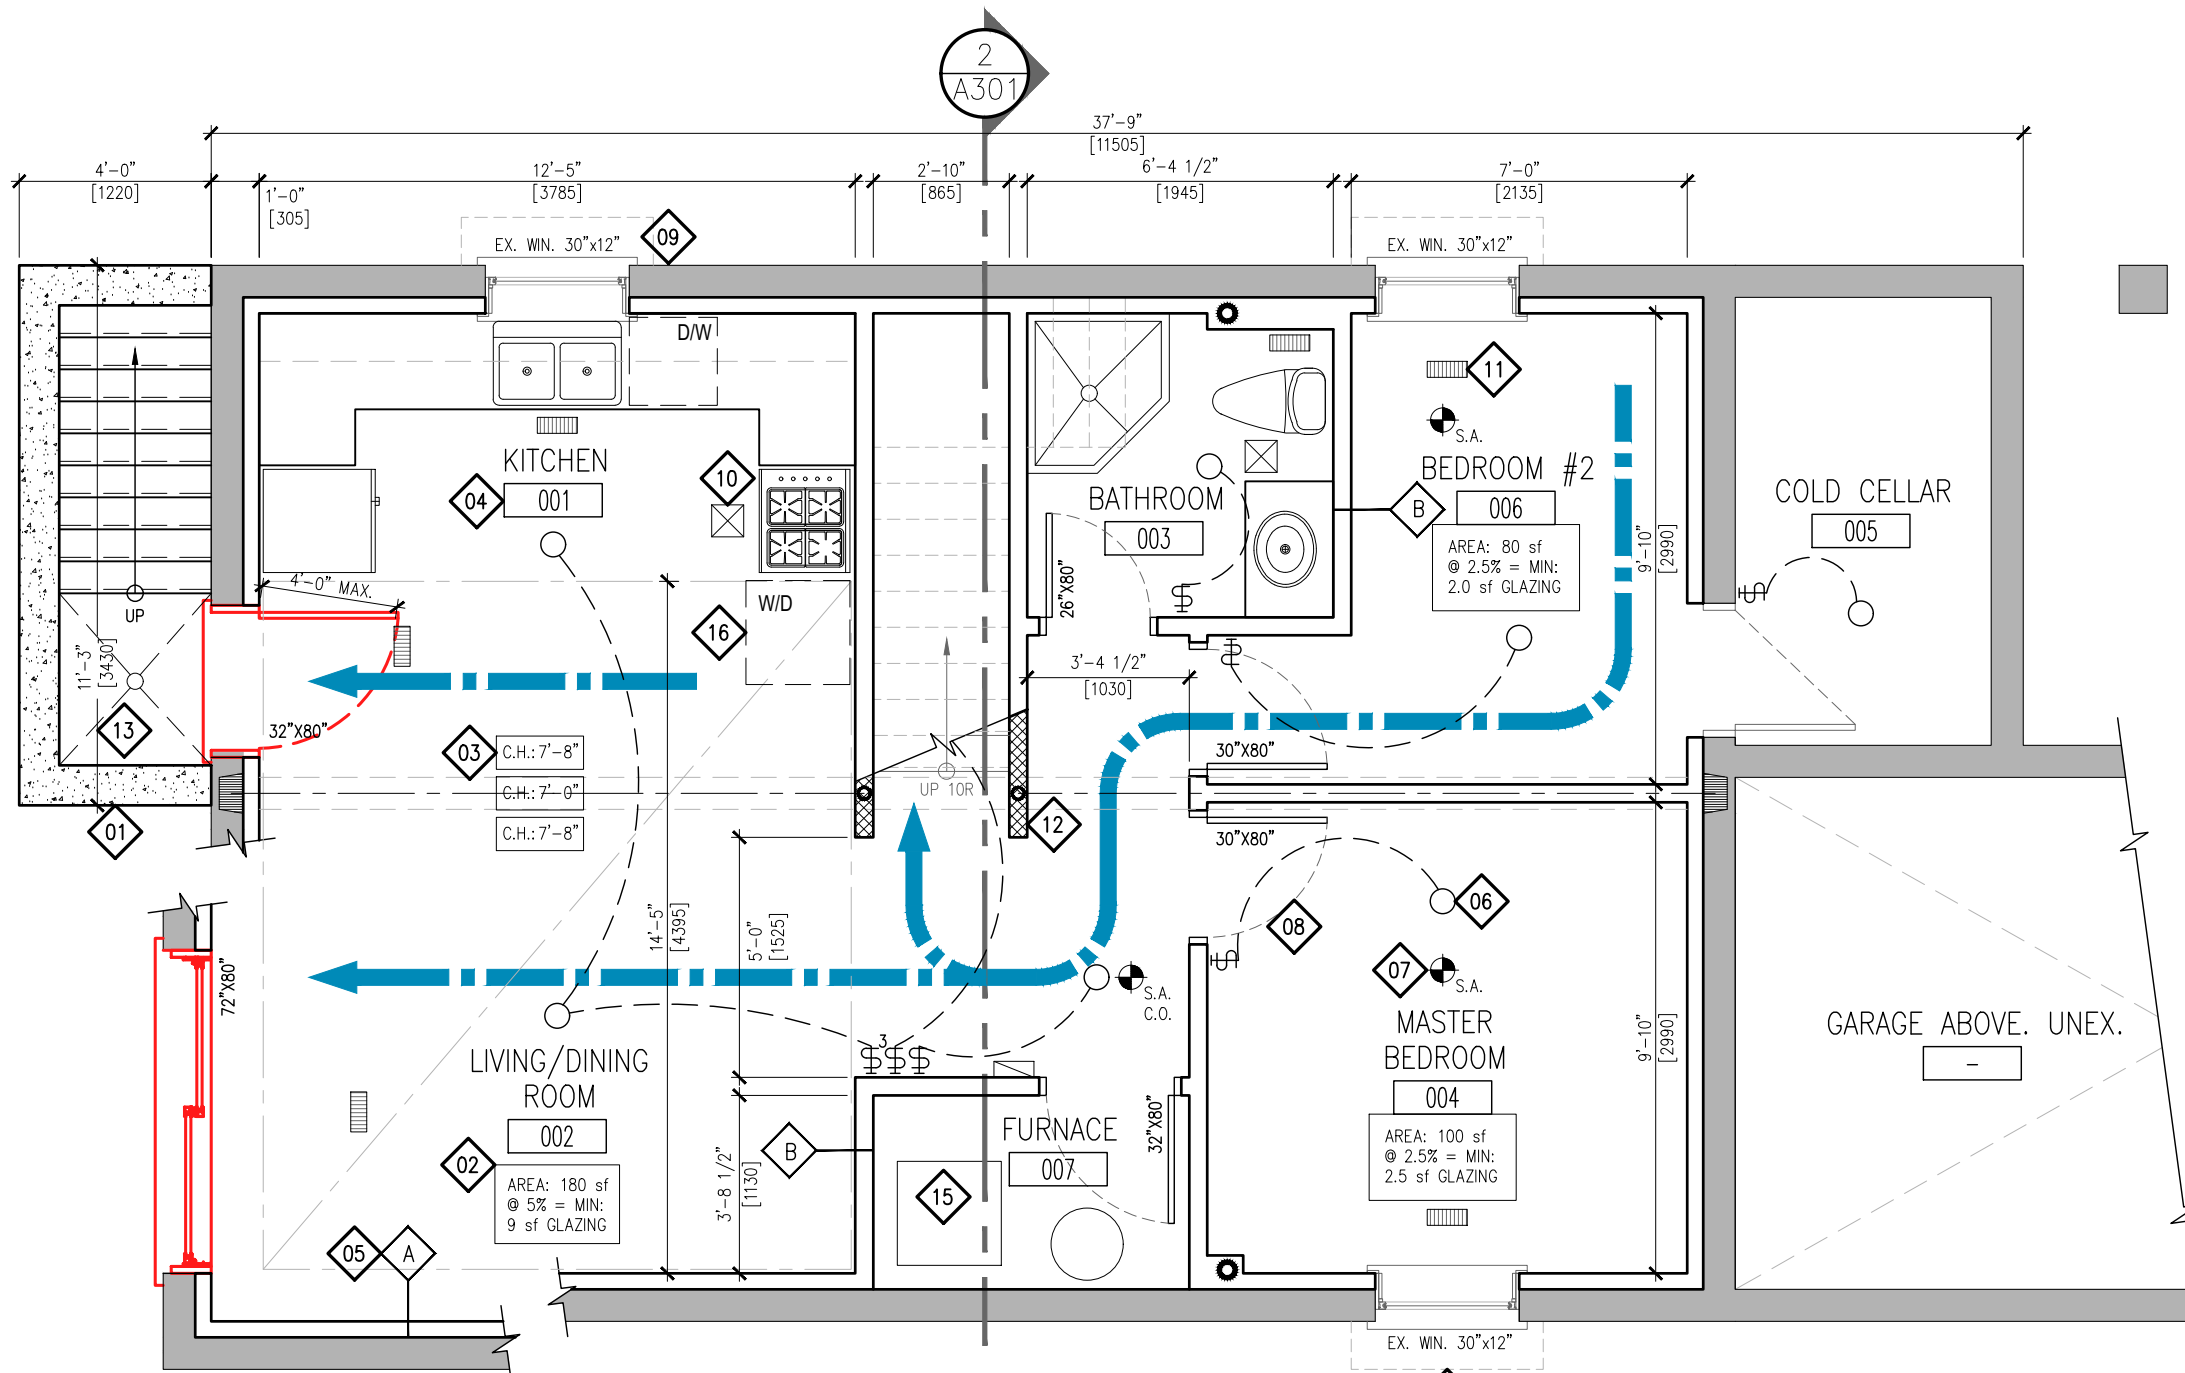 2
A301
37'-9"
[11505]
4'-0"
[1220]
1'-0"
[305]
12'-5"
[3785]
2'-10"
[865]
6'-4 1/2"
[1945]
7'-0"
[2135]
EX. WIN. 30"x12"
09
EX. WIN. 30"x12"
D/W
11
S.A.
KITCHEN
04
001
10
BATHROOM
003
B
BEDROOM #2
006
AREA: 80 sf
@ 2.5% = MIN:
2.0 sf GLAZING
9'-10"
[2990]
COLD CELLAR
005
4'-0" MAX.
UP
W/D
16
26"X80"
11'-3"
[3430]
13
32"X80"
3'-4 1/2"
[1030]
03
C.H.: 7'-8"
C.H.: 7'-0"
C.H.: 7'-8"
UP 10R
30"X80"
01
12
30"X80"
72"X80"
14'-5"
[4395]
5'-0"
[1525]
08
06
07
S.A.
S.A.
C.O.
3
LIVING/DINING
ROOM
002
02
AREA: 180 sf
@ 5% = MIN:
9 sf GLAZING
05
A
B
3'-8 1/2"
[1130]
FURNACE
007
15
32"X80"
MASTER
BEDROOM
004
AREA: 100 sf
@ 2.5% = MIN:
2.5 sf GLAZING
9'-10"
[2990]
GARAGE ABOVE. UNEX.
-
EX. WIN. 30"x12"